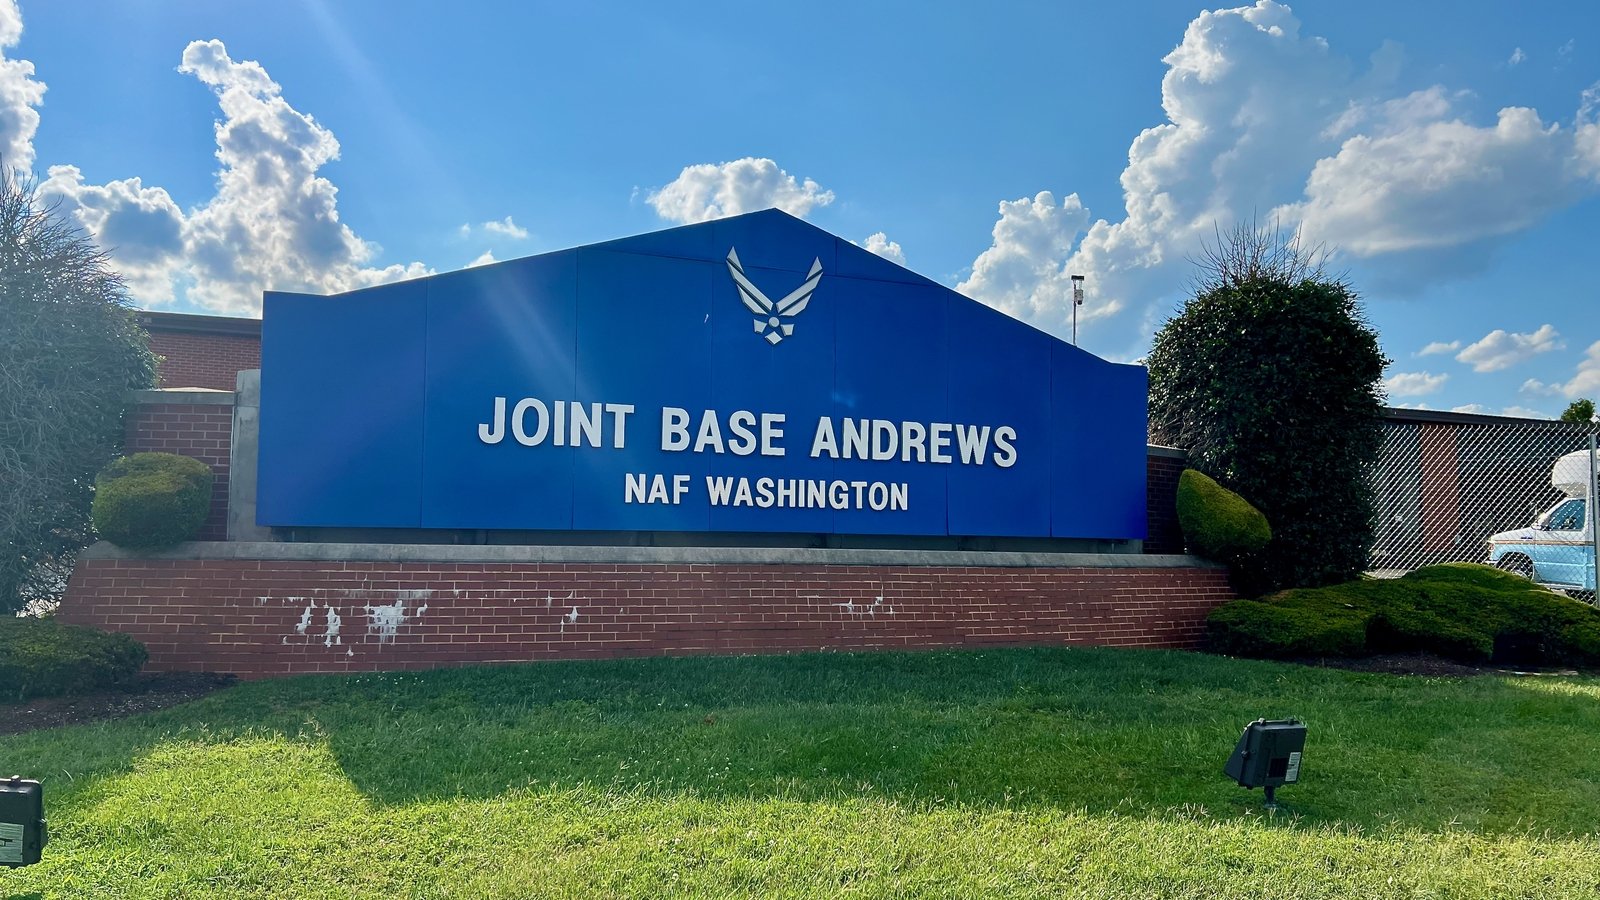 JOINT BASE ANDREWS
NAF WASHINGTON